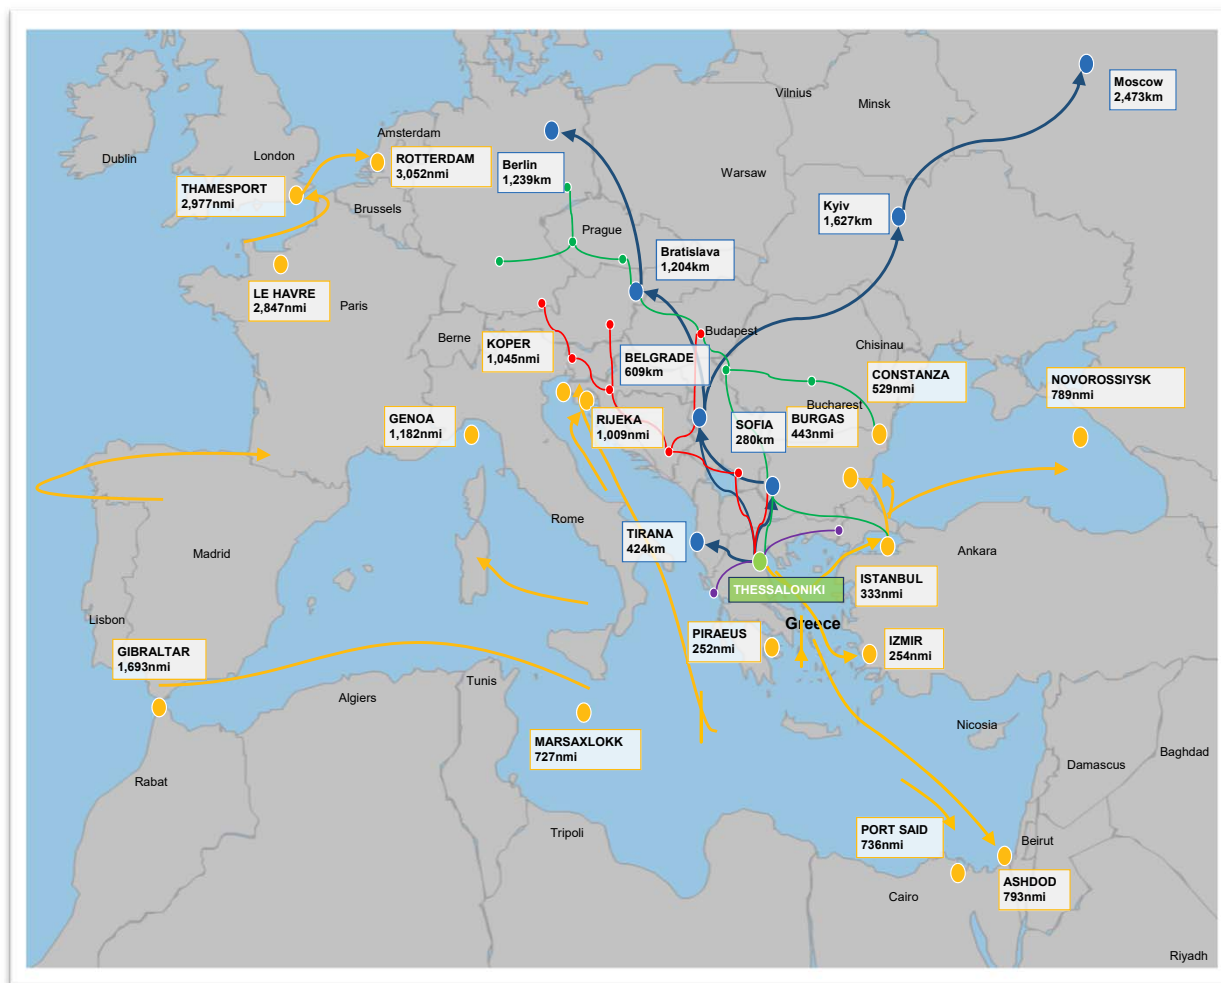 Moscow
2,473km
Vilnius
Minsk
Amsterdam
Dublin
London
ROTTERDAM
3,052nmi
Berlin
1,239km
Warsaw
THAMESPORT
2,977nmi
Brussels
Kyiv
1,627km
Prague
Bratislava
1,204km
LE HAVRE
2,847nmi
Paris
Berne
KOPER
1,045nmi
Budapest
Chisinau
BELGRADE
609km
CONSTANZA
529nmi
NOVOROSSIYSK
789nmi
Bucharest
GENOA
1,182nmi
RIJEKA
1,009nmi
SOFIA
280km
BURGAS
443nmi
Rome
TIRANA
424km
Madrid
Ankara
THESSALONIKI
ISTANBUL
333nmi
Lisbon
Greece
PIRAEUS
252nmi
IZMIR
254nmi
GIBRALTAR
1,693nmi
Tunis
Algiers
Nicosia
MARSAXLOKK
727nmi
Baghdad
Damascus
Rabat
Tripoli
PORT SAID
736nmi
Beirut
Cairo
ASHDOD
793nmi
Riyadh